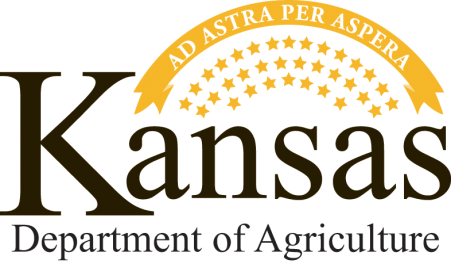 AD ASTRA PER ASPERA
Kansas
Department of Agriculture